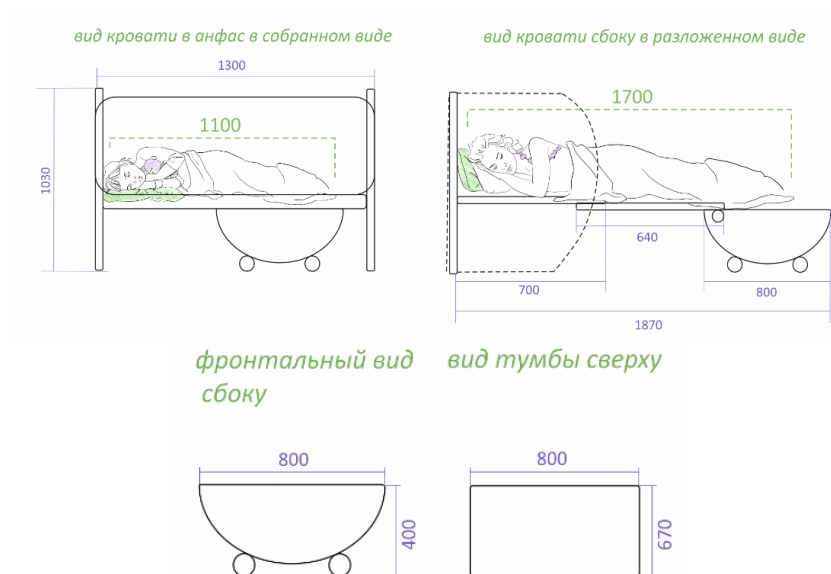 вид кровати в анфас в собранном виде
1300
1100
1030
вид кровати сбоку в разложенном виде
1700
640
700
800
1870
фронтальный вид
сбоку
800
400
вид тумбы сверху
800
670